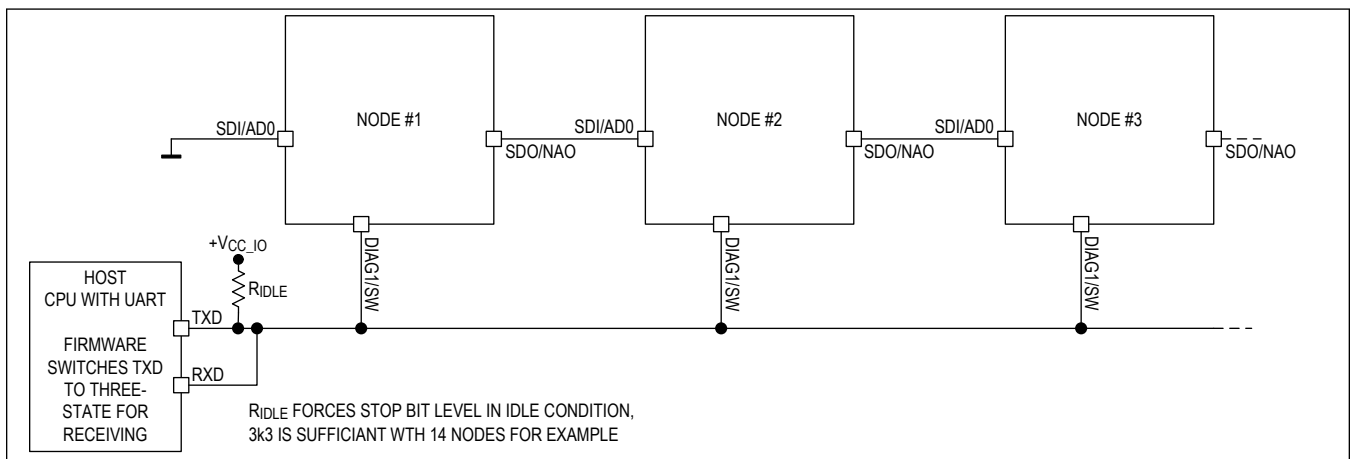 NODE #1
NODE #2
NODE #3
SDI/AD0
SDO/NAO
SDI/AD0
SDO/NAO
SDI/AD0
SDO/NAO
DIAG1/SW
DIAG1/SW
DIAG1/SW
+VCC_IO
RIDLE
HOST
CPU WITH UART
TXD
FIRMWARE
SWITCHES TXD
TO THREE-
STATE FOR
RECEIVING
RXD
RIDLE FORCES STOP BIT LEVEL IN IDLE CONDITION,
3k3 IS SUFFICIANT WTH 14 NODES FOR EXAMPLE